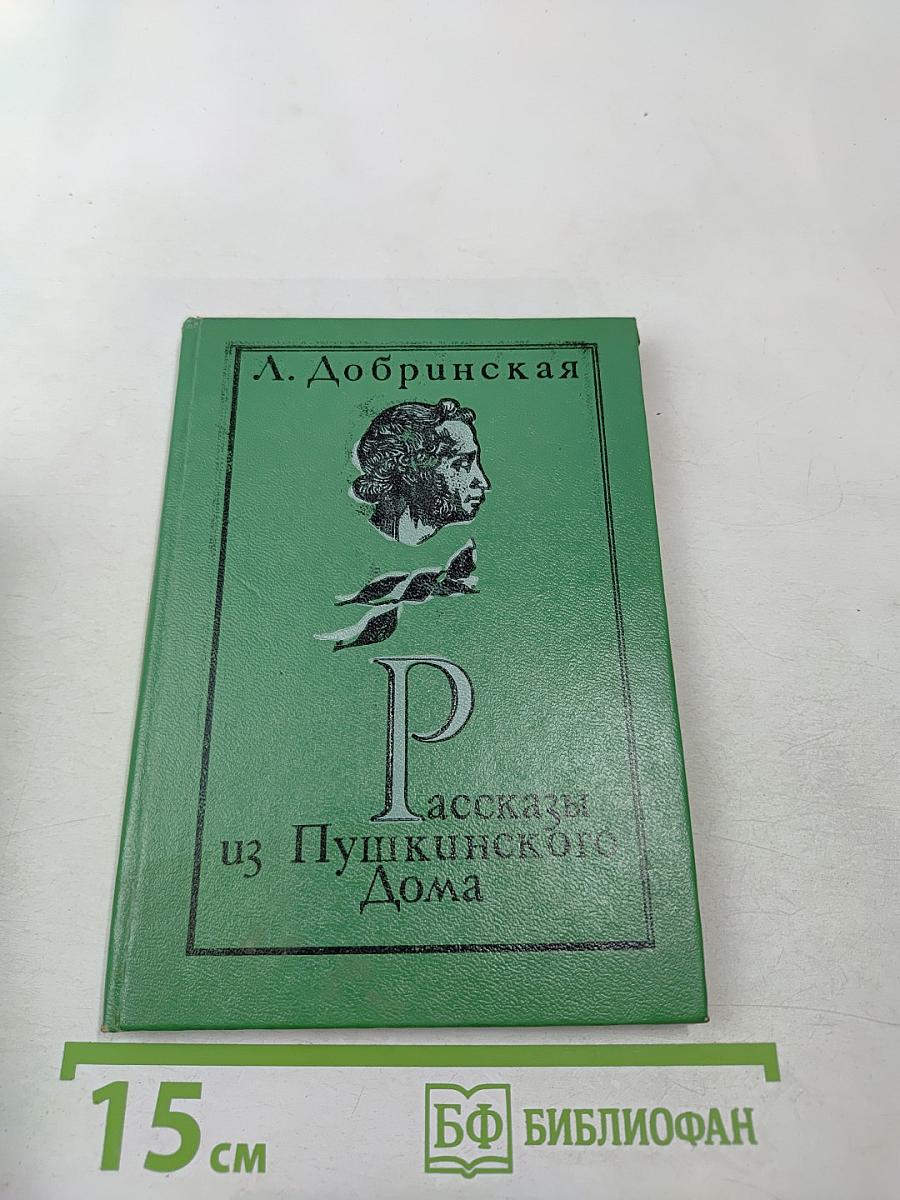 Л. Добринская
Рассказы
из Пушкинского
Дома
15 см
БФ БИБЛИОФАН